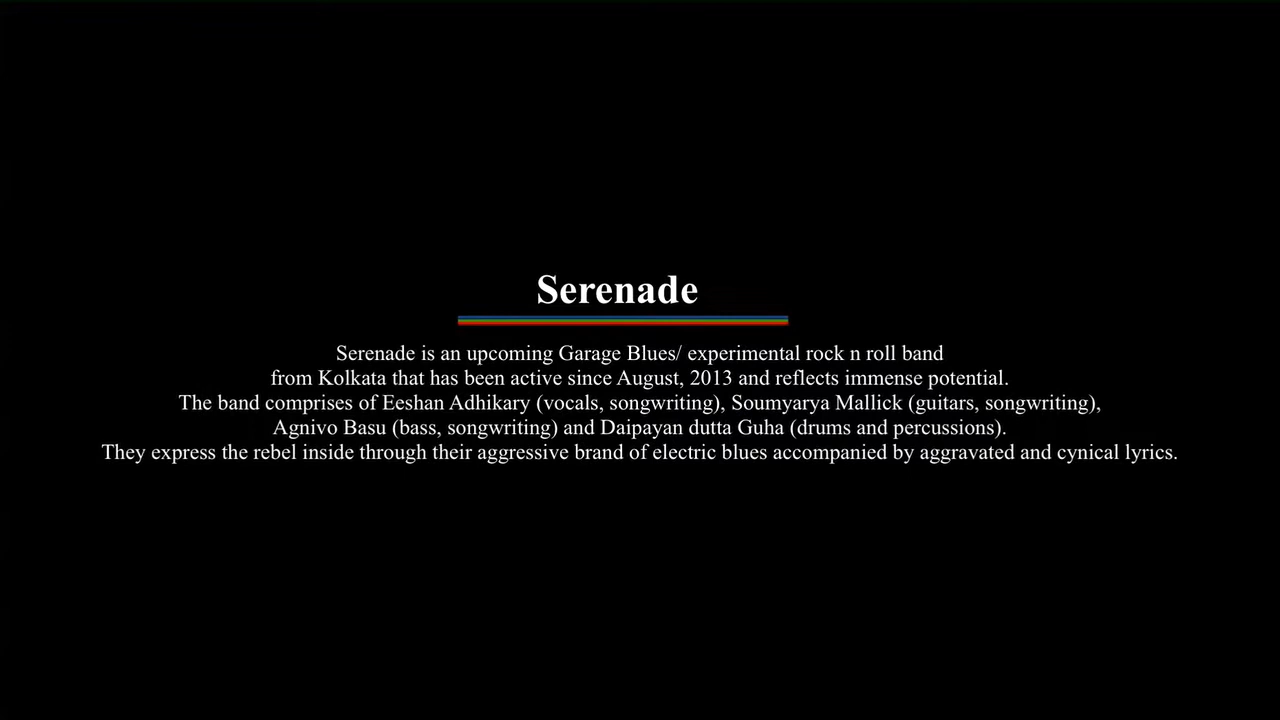 Serenade
Serenade is an upcoming Garage Blues/ experimental rock n roll band
from Kolkata that has been active since August, 2013 and reflects immense potential.
The band comprises of Eeshan Adhikary (vocals, songwriting), Soumyarya Mallick (guitars, songwriting),
Agnivo Basu (bass, songwriting) and Daipayan dutta Guha (drums and percussions).
They express the rebel inside through their aggressive brand of electric blues accompanied by aggravated and cynical lyrics.